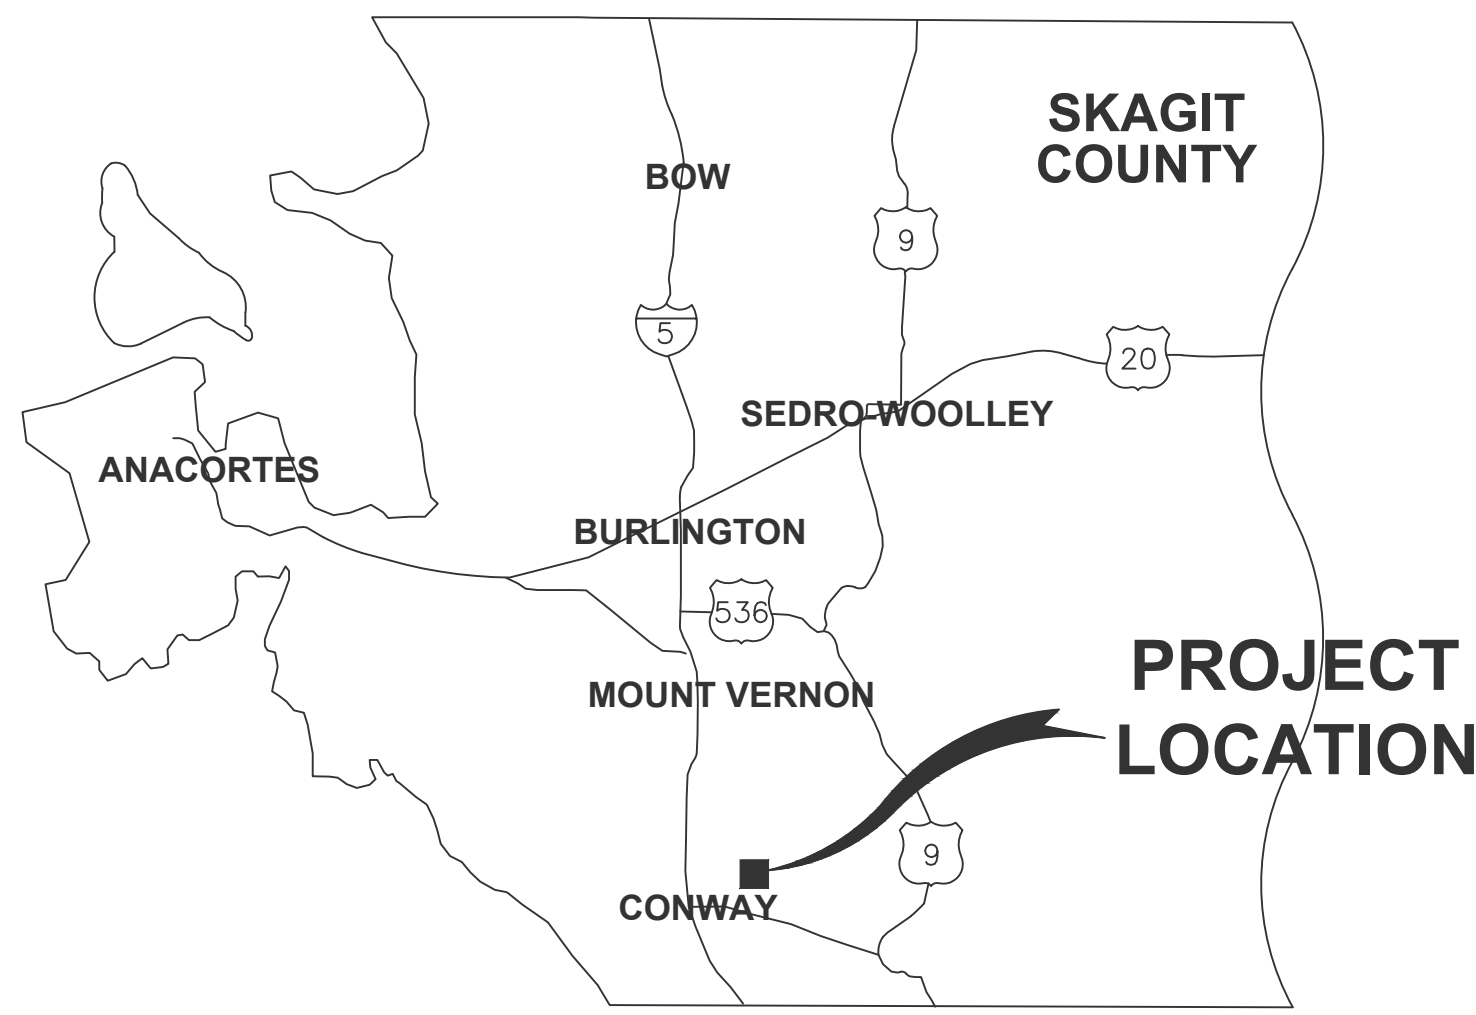 SKAGIT
COUNTY
BOW
9
5
20
SEDRO-WOOLLEY
ANACORTES
BURLINGTON
536
PROJECT
LOCATION
MOUNT VERNON
9
CONWAY